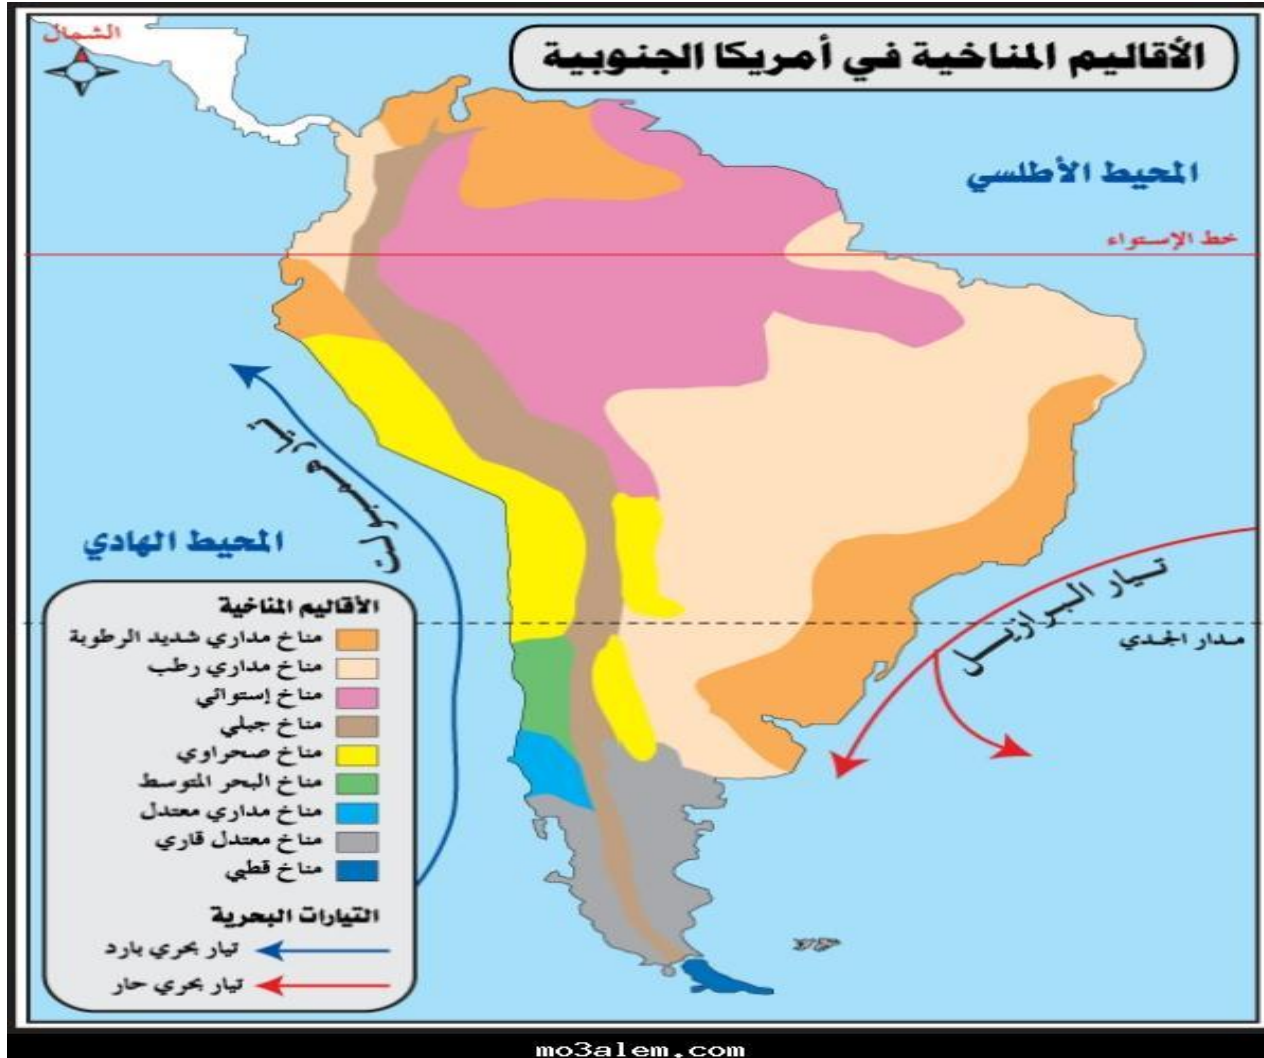 الأقاليم المناخية في أمريكا الجنوبية
الشمال
المحيط الأطلسي
خط الإستواء
تيار همبولت
المحيط الهادي
تيار البرازيل
مدار الجدي
الأقاليم المناخية
مناخ مداري شديد الرطوبة
مناخ مداري رطب
مناخ إستوائي
مناخ جبلي
مناخ صحراوي
مناخ البحر المتوسط
مناخ مداري معتدل
مناخ معتدل قاري
مناخ قطبي
التيارات البحرية
تيار بحري بارد
تيار بحري حار
mo3alem.com